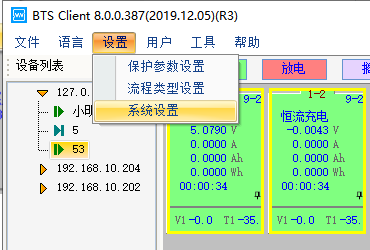 BTS Client 8.0.0.387(2019.12.05)(R3)
文件 语言 设置 用户 工具 帮助
设备列表
保护参数设置
流程类型设置
系统设置
放电
127.0.
5
53
192.168.10.204
192.168.10.202
9-2
5.0790 V
0.0000 A
0.0000 Ah
0.0000 Wh
00:00:34
V1-0.0 T1-35.
1-2
9-2
恒流充电
-0.0043 V
0.0000 A
0.0000 Ah
0.0000 Wh
00:00:34
V1-0.0 T1-35.